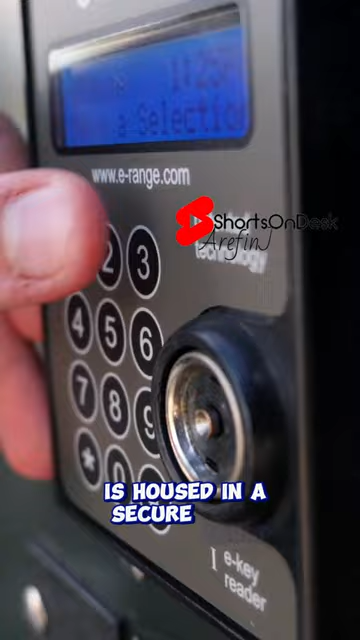 1:25
a Selection
www.e-range.com
ShortsOnDesk
Arefin
technology
2 3
4 5 6
7 8 9
* 0
IS HOUSED IN A
SECURE
e-key
reader